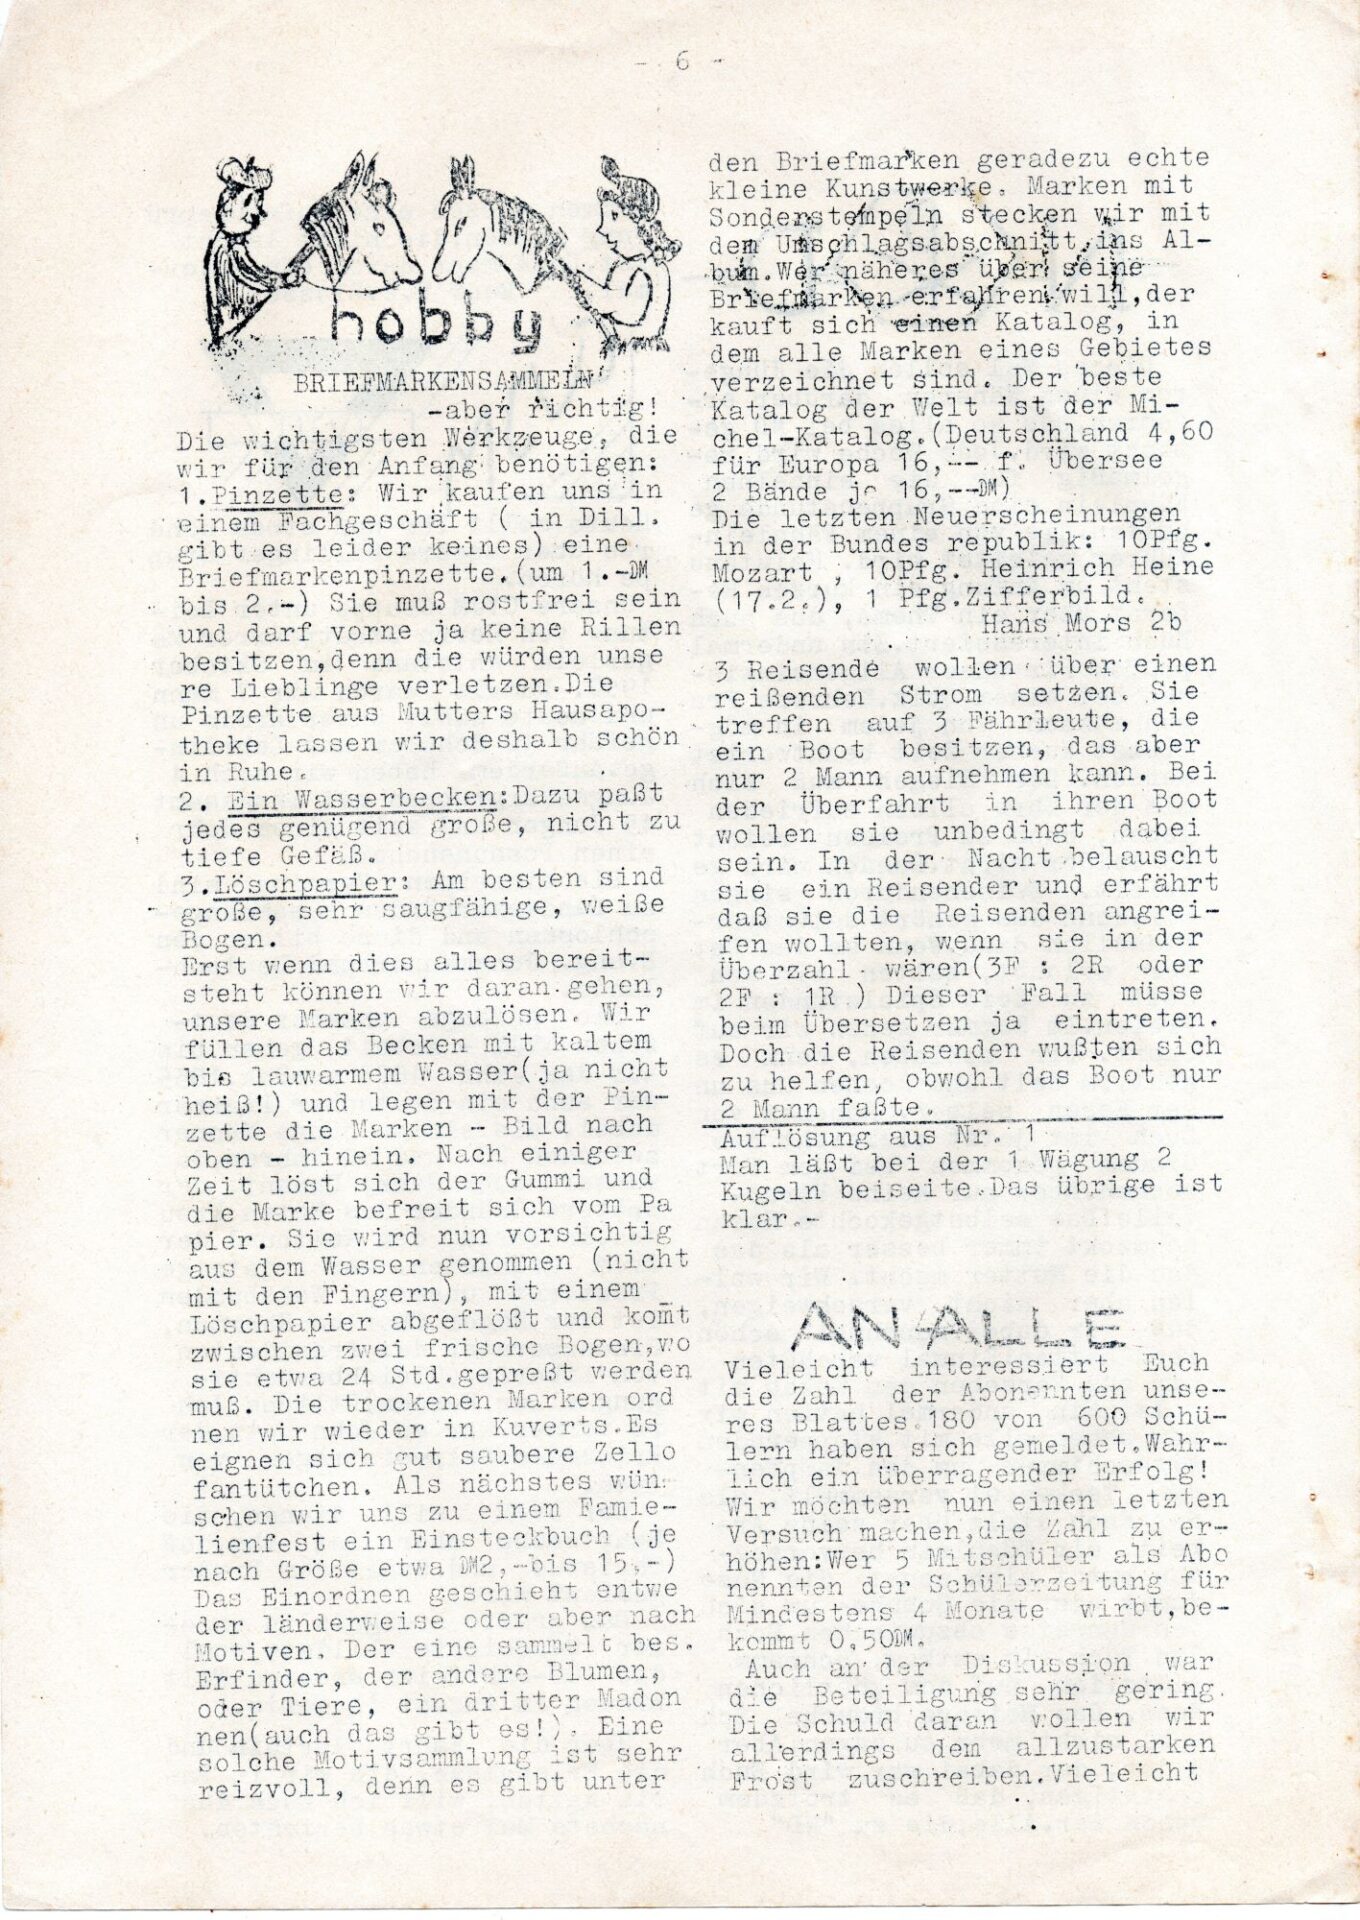 - 6 -
hobby
BRIEFMARKENSAMMELN
-aber richtig!
Die wichtigsten Werkzeuge, die
wir für den Anfang benötigen:
1.Pinzette: Wir kaufen uns in
einem Fachgeschäft ( in Dill.
gibt es leider keines) eine
Briefmarkenpinzette.(um 1.-DM
bis 2.-) Sie muß rostfrei sein
und darf vorne ja keine Rillen
besitzen,denn die würden unse
re Lieblinge verletzen.Die
Pinzette aus Mutters Hausapo-
theke lassen wir deshalb schön
in Ruhe.
2. Ein Wasserbecken:Dazu paßt
jedes genügend große, nicht zu
tiefe Gefäß.
3.Löschpapier: Am besten sind
große, sehr saugfähige, weiße
Bogen.
Erst wenn dies alles bereit-
steht können wir daran gehen,
unsere Marken abzulösen. Wir
füllen das Becken mit kaltem
bis lauwarmem Wasser(ja nicht
heiß!) und legen mit der Pin-
zette die Marken - Bild nach
oben - hinein. Nach einiger
Zeit löst sich der Gummi und
die Marke befreit sich vom Pa
pier. Sie wird nun vorsichtig
aus dem Wasser genommen (nicht
mit den Fingern), mit einem
Löschpapier abgeflößt und komt
zwischen zwei frische Bogen,wo
sie etwa 24 Std.gepreßt werden
muß. Die trockenen Marken ord
nen wir wieder in Kuverts.Es
eignen sich gut saubere Zello
fantütchen. Als nächstes wün-
schen wir uns zu einem Famie-
lienfest ein Einsteckbuch (je
nach Größe etwa DM2,-bis 15,-)
Das Einordnen geschieht entwe
der länderweise oder aber nach
Motiven. Der eine sammelt bes.
Erfinder, der andere Blumen,
oder Tiere, ein dritter Madon
nen(auch das gibt es!). Eine
solche Motivsammlung ist sehr
reizvoll, denn es gibt unter
den Briefmarken geradezu echte
kleine Kunstwerke. Marken mit
Sonderstempeln stecken wir mit
dem Umschlagsabschnitt ins Al-
bum.Wer näheres über seine
Briefmarken erfahren will,der
kauft sich einen Katalog, in
dem alle Marken eines Gebietes
verzeichnet sind. Der beste
Katalog der Welt ist der Mi-
chel-Katalog.(Deutschland 4,60
für Europa 16,-- f. Übersee
2 Bände je 16,--DM)
Die letzten Neuerscheinungen
in der Bundes republik: 10Pfg.
Mozart , 10Pfg. Heinrich Heine
(17.2.), 1 Pfg.Zifferbild.
Hans Mors 2b
3 Reisende wollen über einen
reißenden Strom setzen. Sie
treffen auf 3 Fährleute, die
ein Boot besitzen, das aber
nur 2 Mann aufnehmen kann. Bei
der Überfahrt in ihren Boot
wollen sie unbedingt dabei
sein. In der Nacht belauscht
sie ein Reisender und erfährt
daß sie die Reisenden angrei-
fen wollten, wenn sie in der
Überzahl wären(3F : 2R oder
2F : 1R ) Dieser Fall müsse
beim Übersetzen ja eintreten.
Doch die Reisenden wußten sich
zu helfen, obwohl das Boot nur
2 Mann faßte.
Auflösung aus Nr. 1
Man läßt bei der 1 Wägung 2
Kugeln beiseite.Das übrige ist
klar.-
AN ALLE
Vieleicht interessiert Euch
die Zahl der Abonennten unse-
res Blattes.180 von 600 Schü-
lern haben sich gemeldet.Wahr-
lich ein überragender Erfolg!
Wir möchten nun einen letzten
Versuch machen,die Zahl zu er-
höhen:Wer 5 Mitschüler als Abo
nennten der Schülerzeitung für
Mindestens 4 Monate wirbt,be-
kommt 0,50DM.
Auch an der Diskussion war
die Beteiligung sehr gering.
Die Schuld daran wollen wir
allerdings dem allzustarken
Frost zuschreiben.Vieleicht